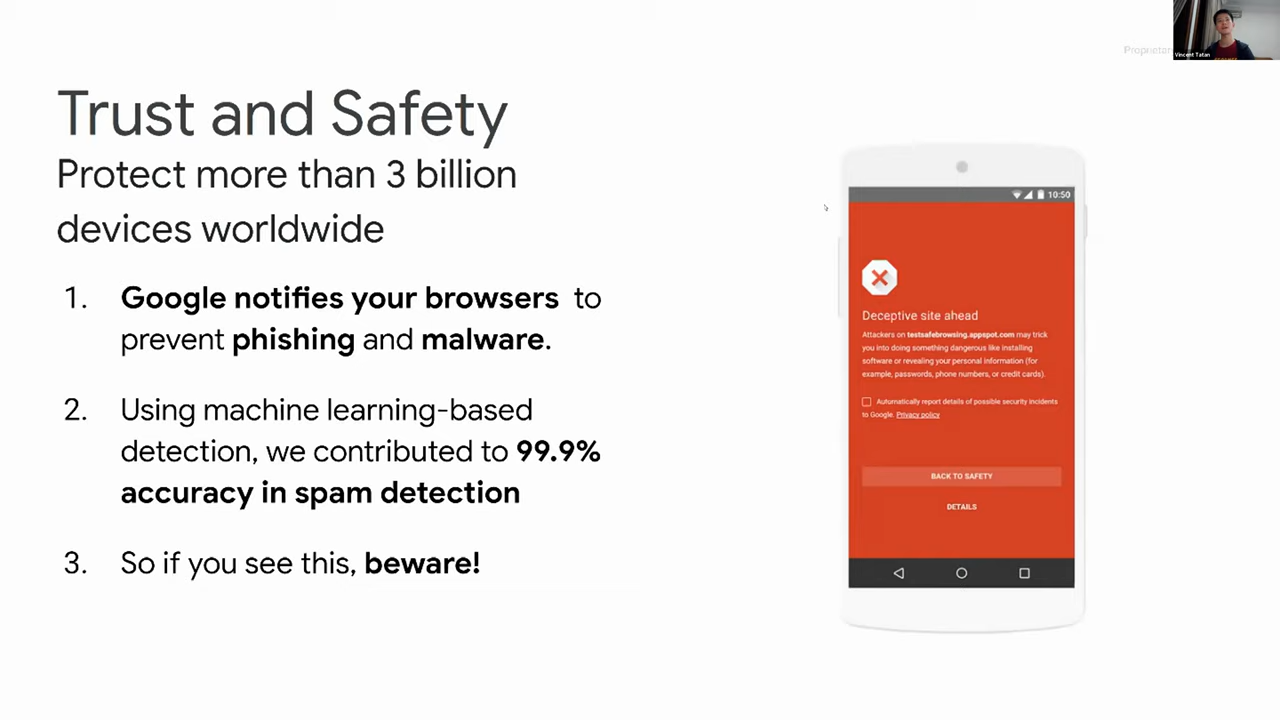 Vincent Tatan
Trust and Safety
Protect more than 3 billion
devices worldwide
1. Google notifies your browsers to
prevent phishing and malware.
2. Using machine learning-based
detection, we contributed to 99.9%
accuracy in spam detection
3. So if you see this, beware!
10:50
Deceptive site ahead
Attackers on testsafebrowsing.appspot.com may trick
you into doing something dangerous like installing
software or revealing your personal information (for
example, passwords, phone numbers, or credit cards).
Automatically report details of possible security incidents
to Google. Privacy policy
BACK TO SAFETY
DETAILS